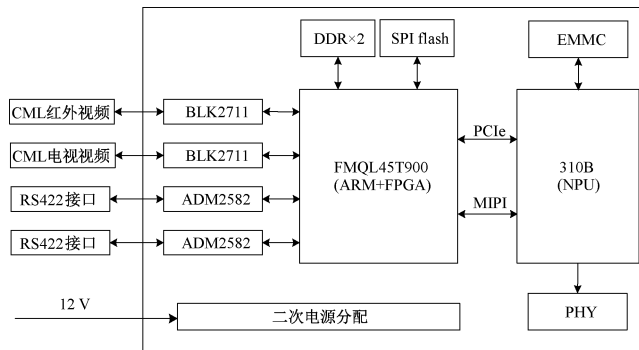 DDR×2
SPI flash
EMMC
CML红外视频
BLK2711
CML电视视频
BLK2711
RS422接口
ADM2582
RS422接口
ADM2582
FMQL45T900
(ARM+FPGA)
PCIe
MIPI
310B
(NPU)
12 V
二次电源分配
PHY